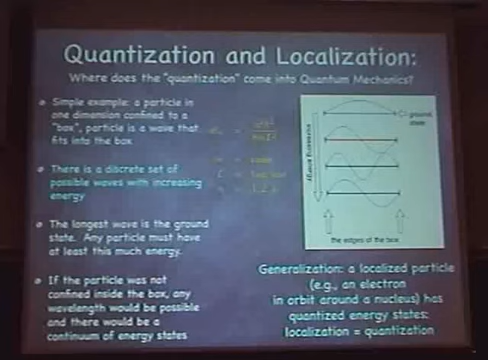 Quantization and Localization:
Where does the "quantization" come into Quantum Mechanics?
Simple example: a particle in
one dimension confined to a
"box", particle is a wave that
fits into the box
There is a discrete set of
possible waves with increasing
energy
The longest wave is the ground
state. Any particle must have
at least this much energy.
If the particle was not
confined inside the box, any
wavelength would be possible
and there would be a
continuum of energy states
ground
state
increasing energy
the edges of the box
Generalization: a localized particle
(e.g., an electron
in orbit around a nucleus) has
quantized energy states:
localization = quantization